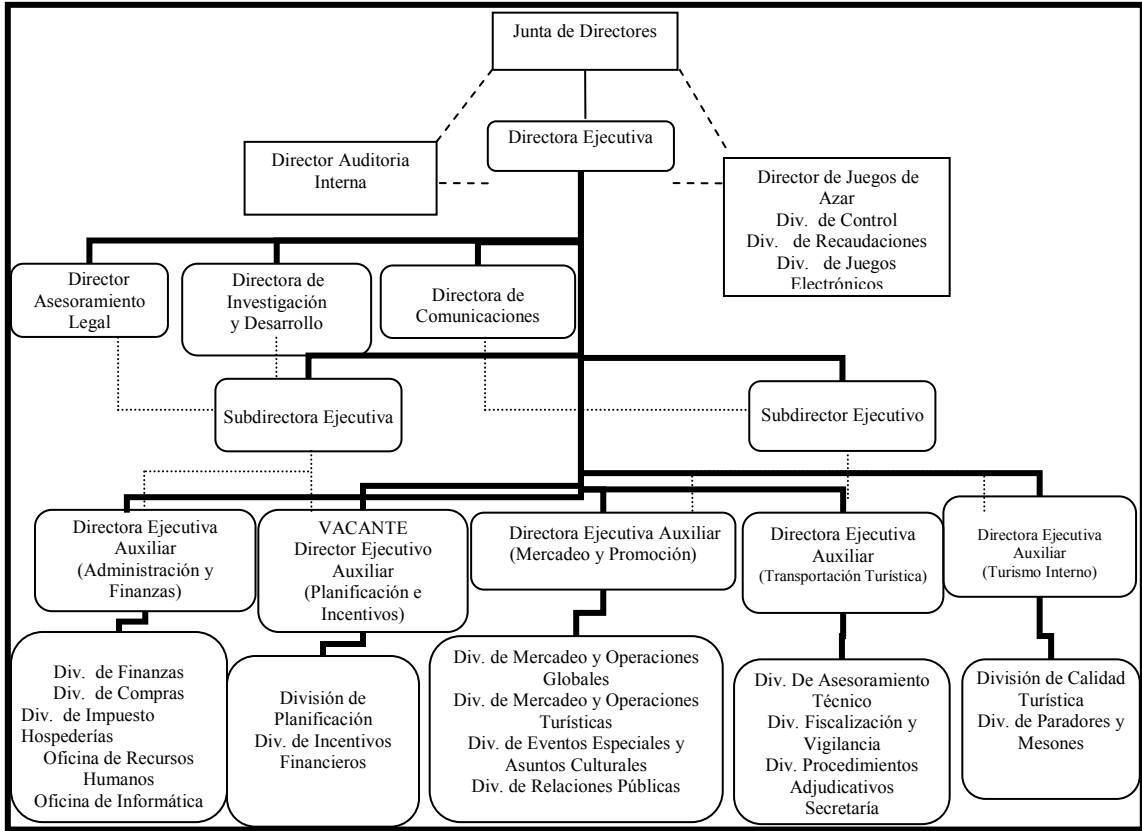 Junta de Directores
Directora Ejecutiva
Director Auditoria
Interna
Director de Juegos de
Azar
Div. de Control
Div. de Recaudaciones
Div. de Juegos
Electrónicos
Director
Asesoramiento
Legal
Directora de
Investigación
y Desarrollo
Directora de
Comunicaciones
Subdirectora Ejecutiva
Subdirector Ejecutivo
Directora Ejecutiva
Auxiliar
(Administración y
Finanzas)
VACANTE
Director Ejecutivo
Auxiliar
(Planificación e
Incentivos)
Directora Ejecutiva Auxiliar
(Mercadeo y Promoción)
Directora Ejecutiva
Auxiliar
(Transportación Turística)
Directora Ejecutiva
Auxiliar
(Turismo Interno)
Div. de Finanzas
Div. de Compras
Div. de Impuesto
Hospederías
Oficina de Recursos
Humanos
Oficina de Informática
División de
Planificación
Div. de Incentivos
Financieros
Div. de Mercadeo y Operaciones
Globales
Div. de Mercadeo y Operaciones
Turísticas
Div. de Eventos Especiales y
Asuntos Culturales
Div. de Relaciones Públicas
Div. De Asesoramiento
Técnico
Div. Fiscalización y
Vigilancia
Div. Procedimientos
Adjudicativos
Secretaría
División de Calidad
Turística
Div. de Paradores y
Mesones